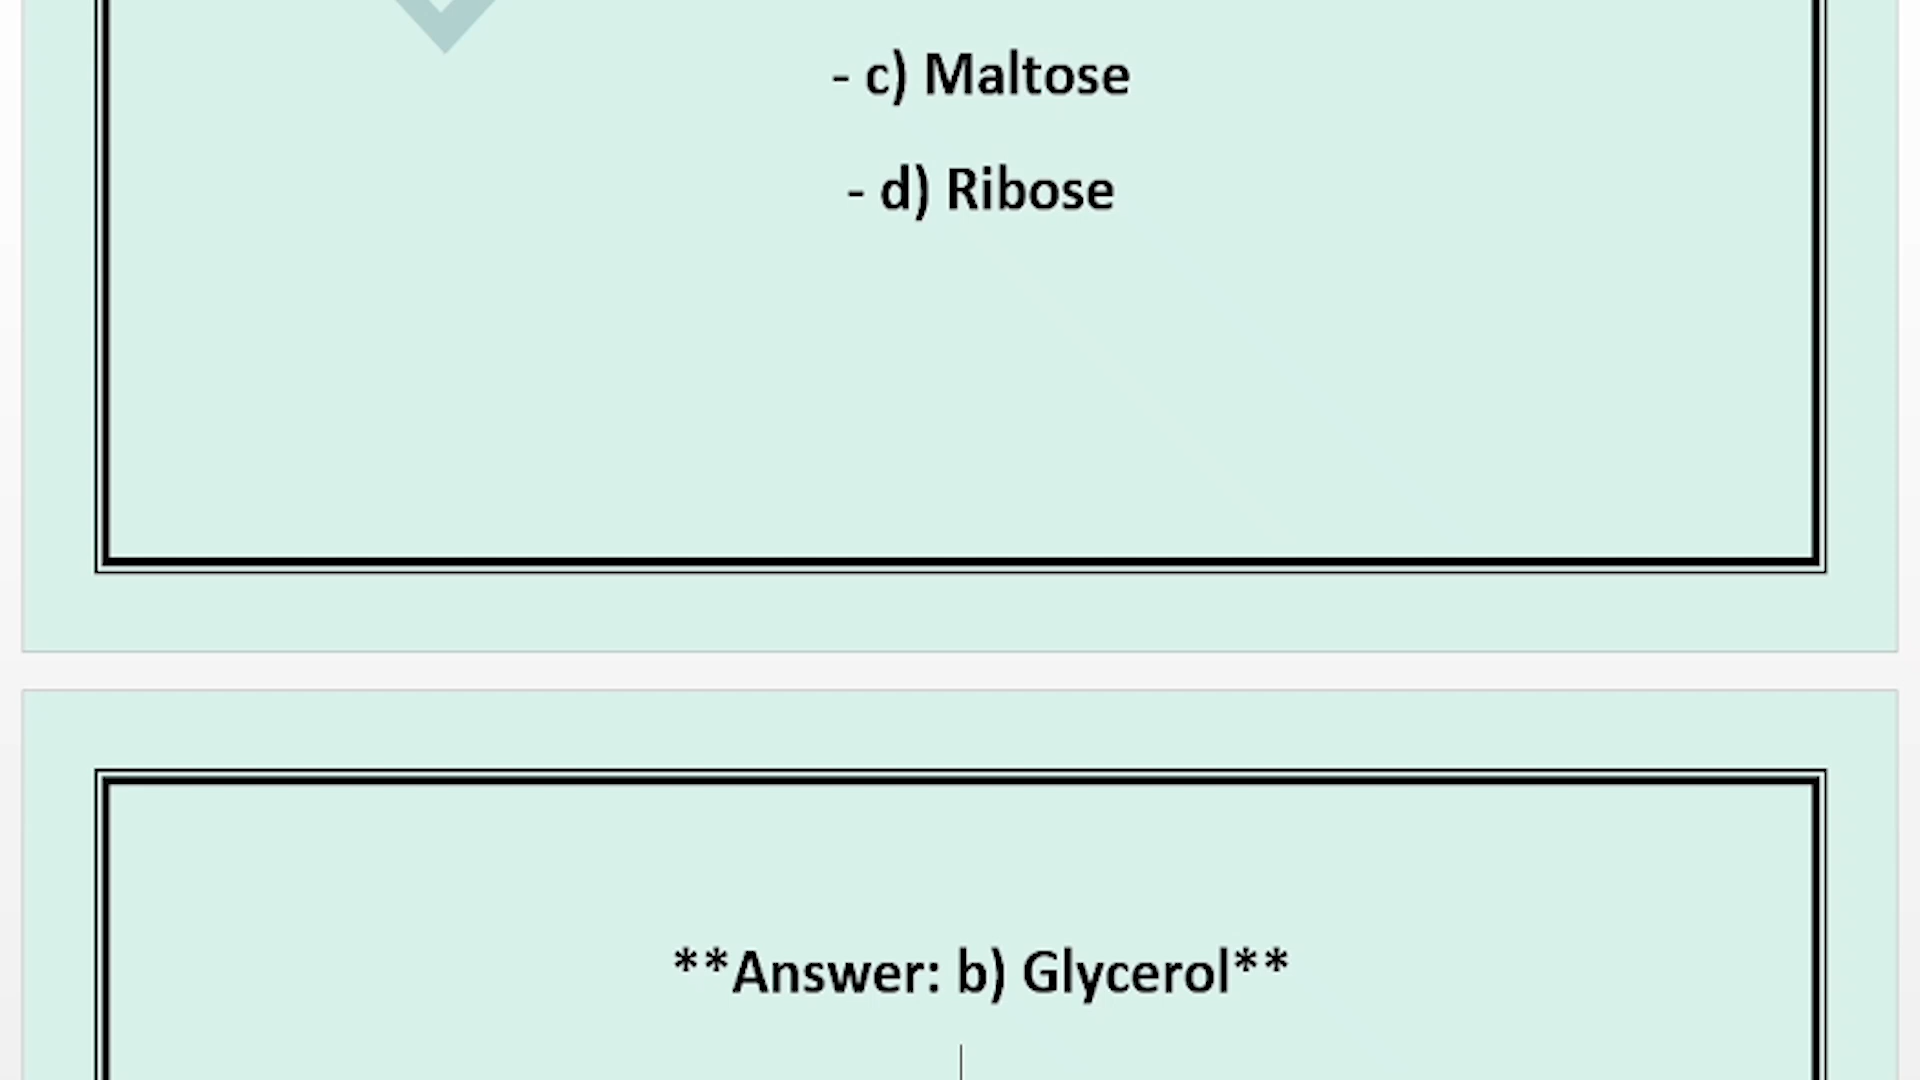 - c) Maltose
- d) Ribose
**Answer: b) Glycerol**